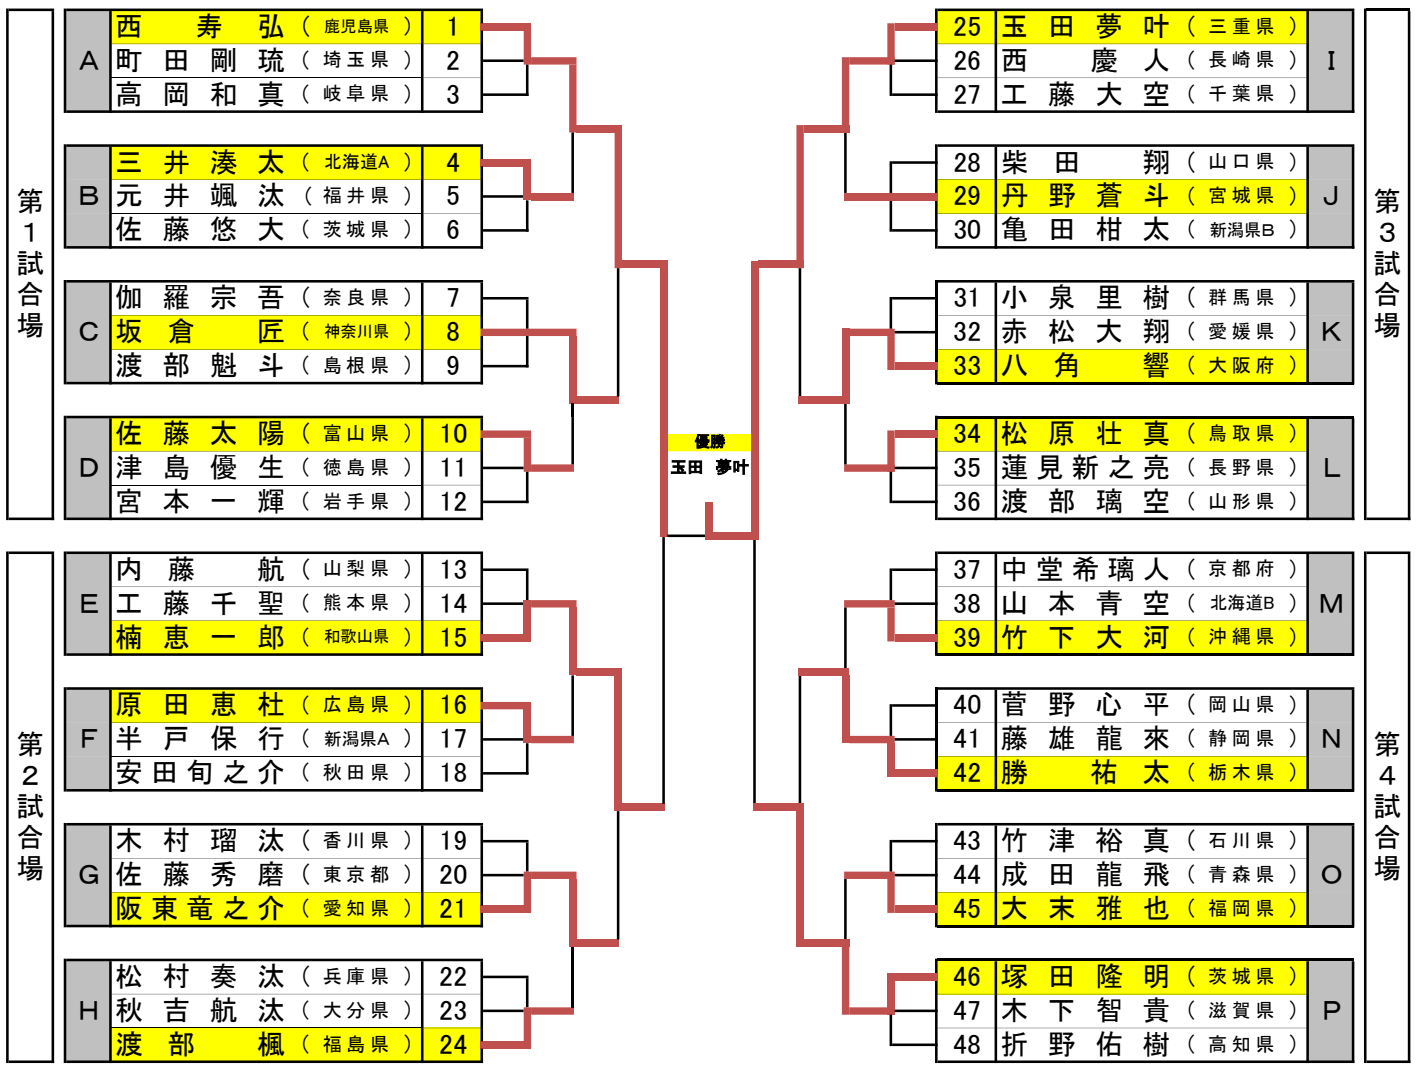 第1試合場
A
西 寿 弘 （ 鹿児島県 ） 1
町 田 剛 琉 （ 埼玉県 ） 2
高 岡 和 真 （ 岐阜県 ） 3
B
三 井 湊 太 （ 北海道A ） 4
元 井 颯 汰 （ 福井県 ） 5
佐 藤 悠 大 （ 茨城県 ） 6
C
伽 羅 宗 吾 （ 奈良県 ） 7
坂 倉 匠 （ 神奈川県 ） 8
渡 部 魁 斗 （ 島根県 ） 9
D
佐 藤 太 陽 （ 富山県 ） 10
津 島 優 生 （ 徳島県 ） 11
宮 本 一 輝 （ 岩手県 ） 12
第2試合場
E
内 藤 航 （ 山梨県 ） 13
工 藤 千 聖 （ 熊本県 ） 14
楠 恵 一 郎 （ 和歌山県 ） 15
F
原 田 恵 杜 （ 広島県 ） 16
半 戸 保 行 （ 新潟県A ） 17
安 田 旬 之 介 （ 秋田県 ） 18
G
木 村 瑠 汰 （ 香川県 ） 19
佐 藤 秀 磨 （ 東京都 ） 20
阪 東 竜 之 介 （ 愛知県 ） 21
H
松 村 奏 汰 （ 兵庫県 ） 22
秋 吉 航 汰 （ 大分県 ） 23
渡 部 楓 （ 福島県 ） 24
優勝
玉田 夢叶
25 玉 田 夢 叶 （ 三重県 ）
26 西 慶 人 （ 長崎県 ）
27 工 藤 大 空 （ 千葉県 ）
I
28 柴 田 翔 （ 山口県 ）
29 丹 野 蒼 斗 （ 宮城県 ）
30 亀 田 柑 太 （ 新潟県B ）
J
31 小 泉 里 樹 （ 群馬県 ）
32 赤 松 大 翔 （ 愛媛県 ）
33 八 角 響 （ 大阪府 ）
K
34 松 原 壮 真 （ 鳥取県 ）
35 蓮 見 新 之 亮 （ 長野県 ）
36 渡 部 璃 空 （ 山形県 ）
L
第3試合場
37 中 堂 希 璃 人 （ 京都府 ）
38 山 本 青 空 （ 北海道B ）
39 竹 下 大 河 （ 沖縄県 ）
M
40 菅 野 心 平 （ 岡山県 ）
41 藤 雄 龍 來 （ 静岡県 ）
42 勝 祐 太 （ 栃木県 ）
N
43 竹 津 裕 真 （ 石川県 ）
44 成 田 龍 飛 （ 青森県 ）
45 大 末 雅 也 （ 福岡県 ）
O
46 塚 田 隆 明 （ 茨城県 ）
47 木 下 智 貴 （ 滋賀県 ）
48 折 野 佑 樹 （ 高知県 ）
P
第4試合場